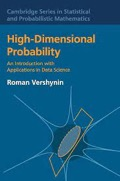 Cambridge Series in Statistical
and Probabilistic Mathematics
High-Dimensional
Probability
An Introduction with
Applications in Data Science
Roman Vershynin